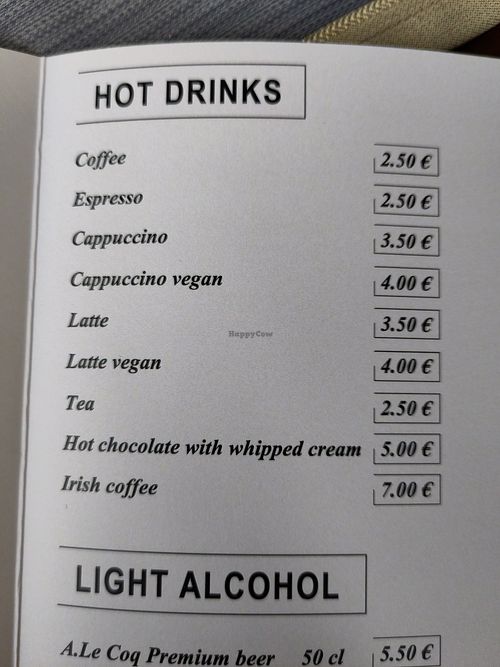 HOT DRINKS
Coffee 2.50 €
Espresso 2.50 €
Cappuccino 3.50 €
Cappuccino vegan 4.00 €
Latte 3.50 €
HappyCow
Latte vegan 4.00 €
Tea 2.50 €
Hot chocolate with whipped cream 5.00 €
Irish coffee 7.00 €
LIGHT ALCOHOL
A.Le Coq Premium beer 50 cl 5.50 €